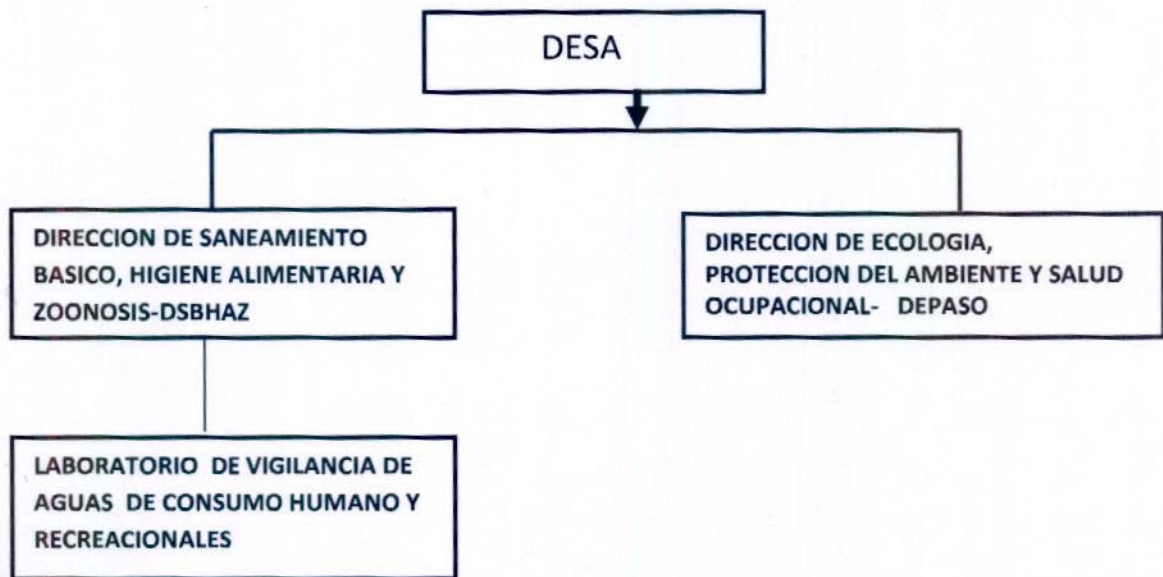 DESA
DIRECCION DE SANEAMIENTO
BASICO, HIGIENE ALIMENTARIA Y
ZOONOSIS-DSBHAZ
DIRECCION DE ECOLOGIA,
PROTECCION DEL AMBIENTE Y SALUD
OCUPACIONAL- DEPASO
LABORATORIO DE VIGILANCIA DE
AGUAS DE CONSUMO HUMANO Y
RECREACIONALES